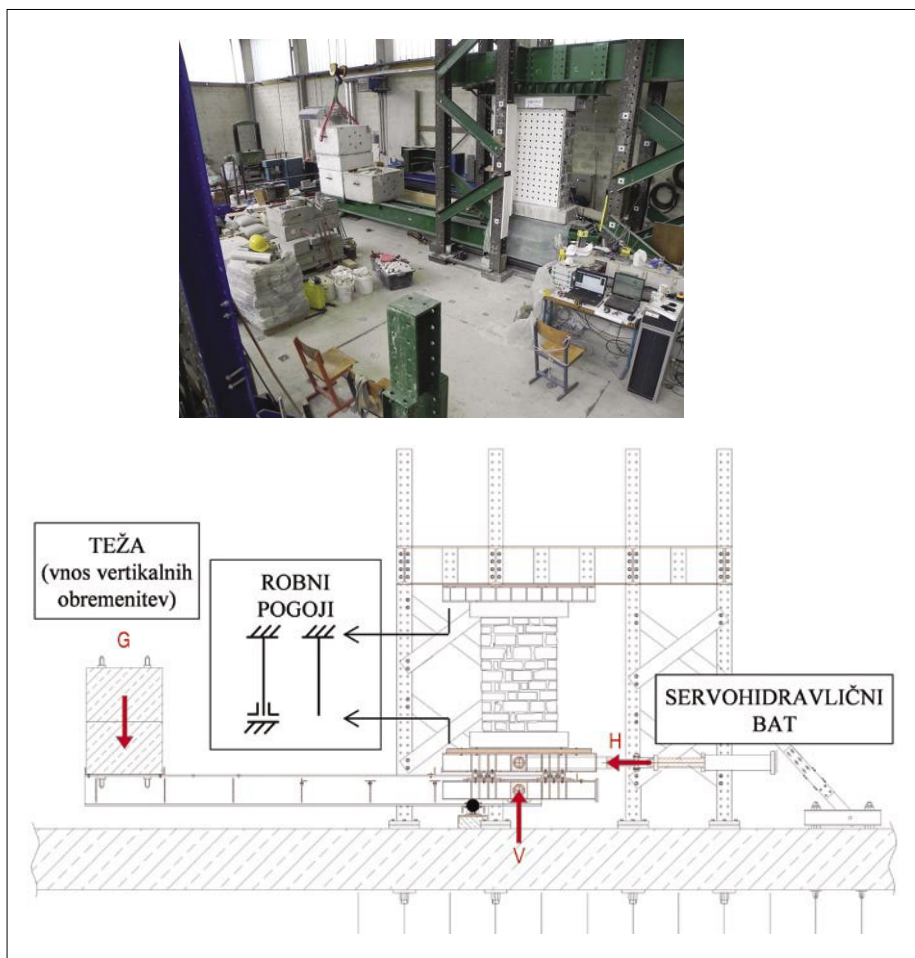 TEŽA
(vnos vertikalnih
obremenitev)
G
ROBNI
POGOJI
SERVOHIDRAVLIČNI
BAT
H
V